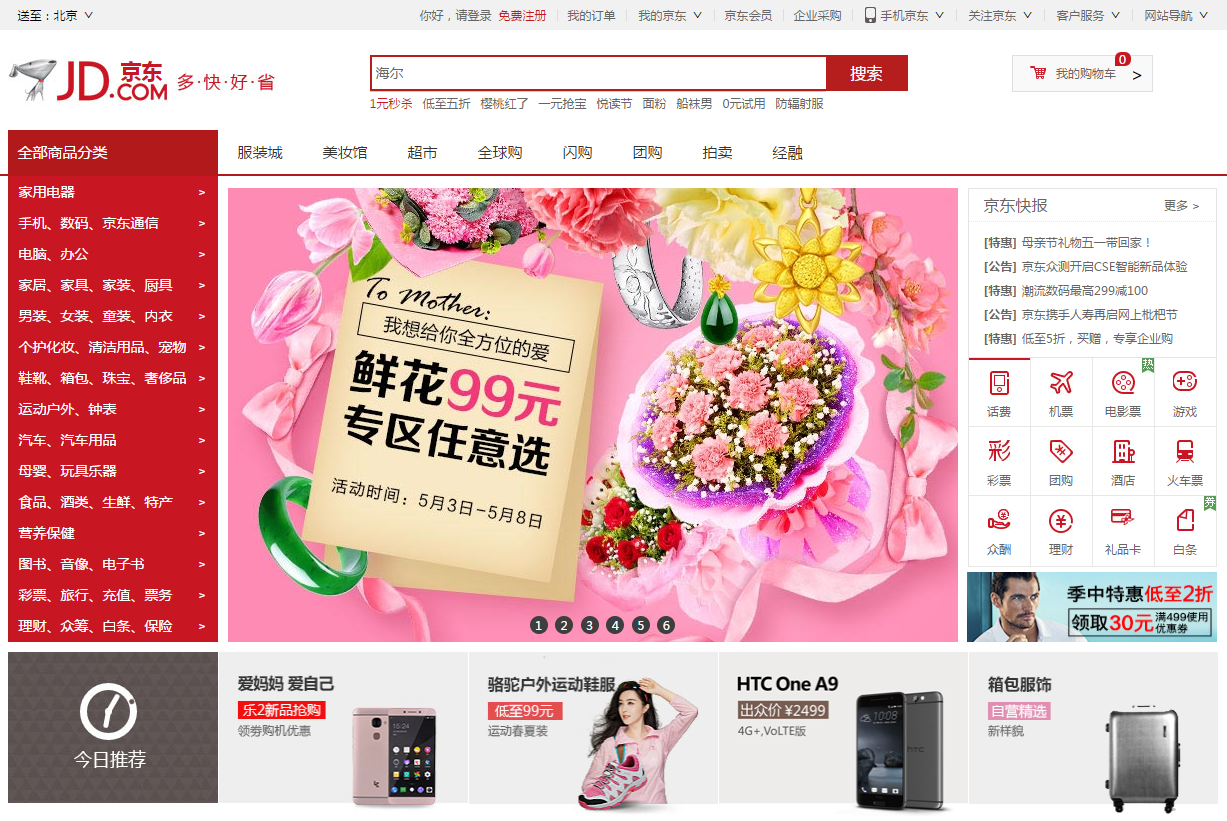 送至：北京
你好，请登录 免费注册 我的订单 我的京东 京东会员 企业采购 手机京东 关注京东 客户服务 网站导航
JD.COM 京东
多·快·好·省
海尔
搜索
0
我的购物车 >
1元秒杀 低至五折 樱桃红了 一元抢宝 悦读节 面粉 船袜男 0元试用 防辐射服
全部商品分类
服装城 美妆馆 超市 全球购 闪购 团购 拍卖 经融
家用电器 >
手机、数码、京东通信 >
电脑、办公 >
家居、家具、家装、厨具 >
男装、女装、童装、内衣 >
个护化妆、清洁用品、宠物 >
鞋靴、箱包、珠宝、奢侈品 >
运动户外、钟表 >
汽车、汽车用品 >
母婴、玩具乐器 >
食品、酒类、生鲜、特产 >
营养保健 >
图书、音像、电子书 >
彩票、旅行、充值、票务 >
理财、众筹、白条、保险 >
To Mother:
我想给你全方位的爱
鲜花99元
专区任意选
活动时间：5月3日-5月8日
1 2 3 4 5 6
京东快报 更多 >
[特惠] 母亲节礼物五一带回家！
[公告] 京东众测开启CSE智能新品体验
[特惠] 潮流数码最高299减100
[公告] 京东携手人寿再启网上枇杷节
[特惠] 低至5折，买赠，专享企业购
热
话费 机票 电影票 游戏
彩
彩票 团购 酒店 火车票
券
众酬 理财 礼品卡 白条
季中特惠低至2折
领取30元 满499使用
优惠券
今日推荐
爱妈妈 爱自己
乐2新品抢购
领券购机优惠
15:24
骆驼户外运动鞋服
低至99元
运动春夏装
HTC One A9
出众价 ¥2499
4G+,VoLTE版
10:08
HTC
箱包服饰
自营精选
新样貌